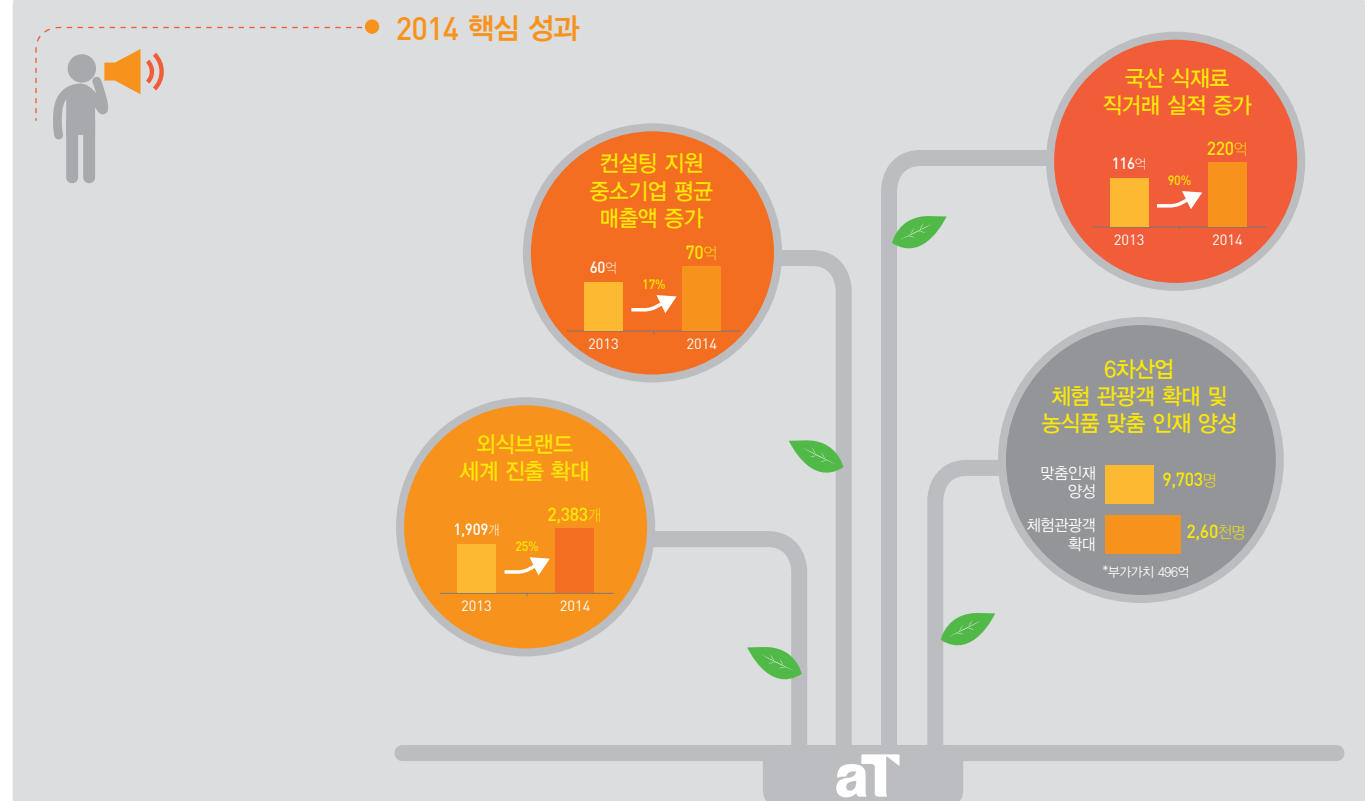 2014 핵심 성과
국산 식재료
직거래 실적 증가
116억
90%
220억
2013
2014
컨설팅 지원
중소기업 평균
매출액 증가
60억
17%
70억
2013
2014
6차산업
체험 관광객 확대 및
농식품 맞춤 인재 양성
맞춤인재
양성
9,703명
체험관광객
확대
2,60천명
*부가가치 496억
외식브랜드
세계 진출 확대
1,909개
25%
2,383개
2013
2014
aT